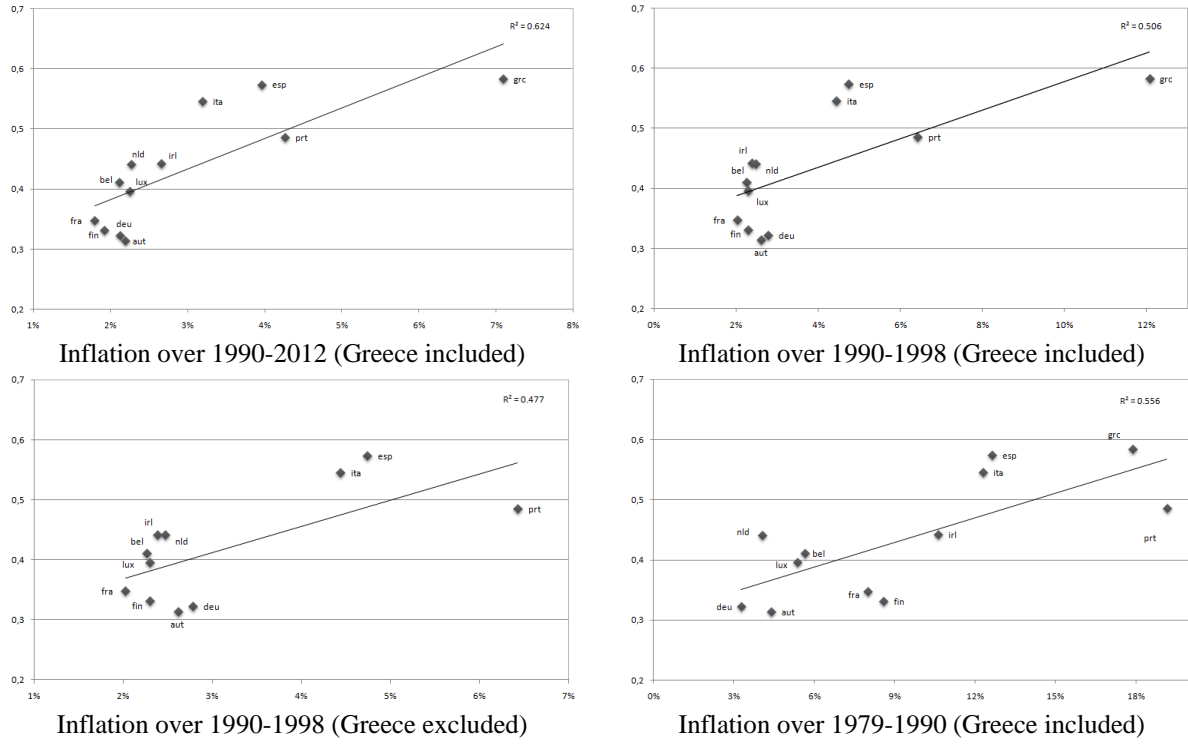 R² = 0.624
0,7
0,6
0,5
0,4
0,3
0,2
esp
grc
ita
prt
nld
irl
bel
lux
fra
fin
deu
aut
1%
2%
3%
4%
5%
6%
7%
8%
Inflation over 1990-2012 (Greece included)
R² = 0.506
0,7
0,6
0,5
0,4
0,3
0,2
esp
grc
ita
prt
irl
nld
bel
lux
fra
fin
deu
aut
0%
2%
4%
6%
8%
10%
12%
Inflation over 1990-1998 (Greece included)
R² = 0.477
0,7
0,6
0,5
0,4
0,3
0,2
esp
ita
prt
irl
nld
bel
lux
fra
fin
deu
aut
1%
2%
3%
4%
5%
6%
7%
Inflation over 1990-1998 (Greece excluded)
R² = 0.556
0,7
0,6
0,5
0,4
0,3
0,2
grc
esp
ita
prt
nld
irl
bel
lux
fra
fin
deu
aut
0%
3%
6%
9%
12%
15%
18%
Inflation over 1979-1990 (Greece included)